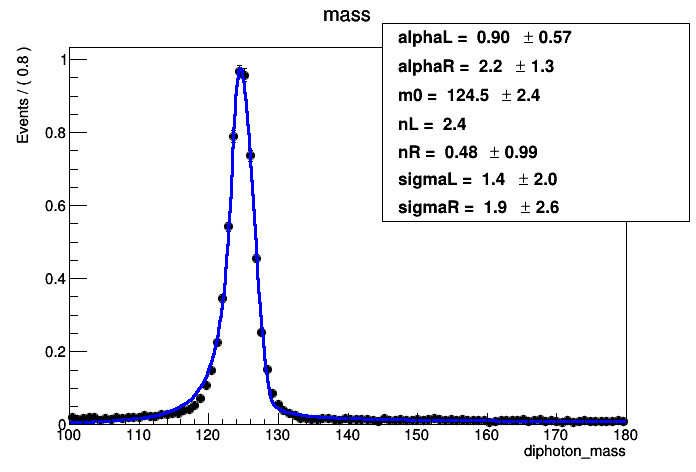 mass
alphaL = 0.90 ± 0.57
alphaR = 2.2 ± 1.3
m0 = 124.5 ± 2.4
nL = 2.4
nR = 0.48 ± 0.99
sigmaL = 1.4 ± 2.0
sigmaR = 1.9 ± 2.6
Events / ( 0.8 )
1
0.8
0.6
0.4
0.2
0
100 110 120 130 140 150 160 170 180
diphoton_mass